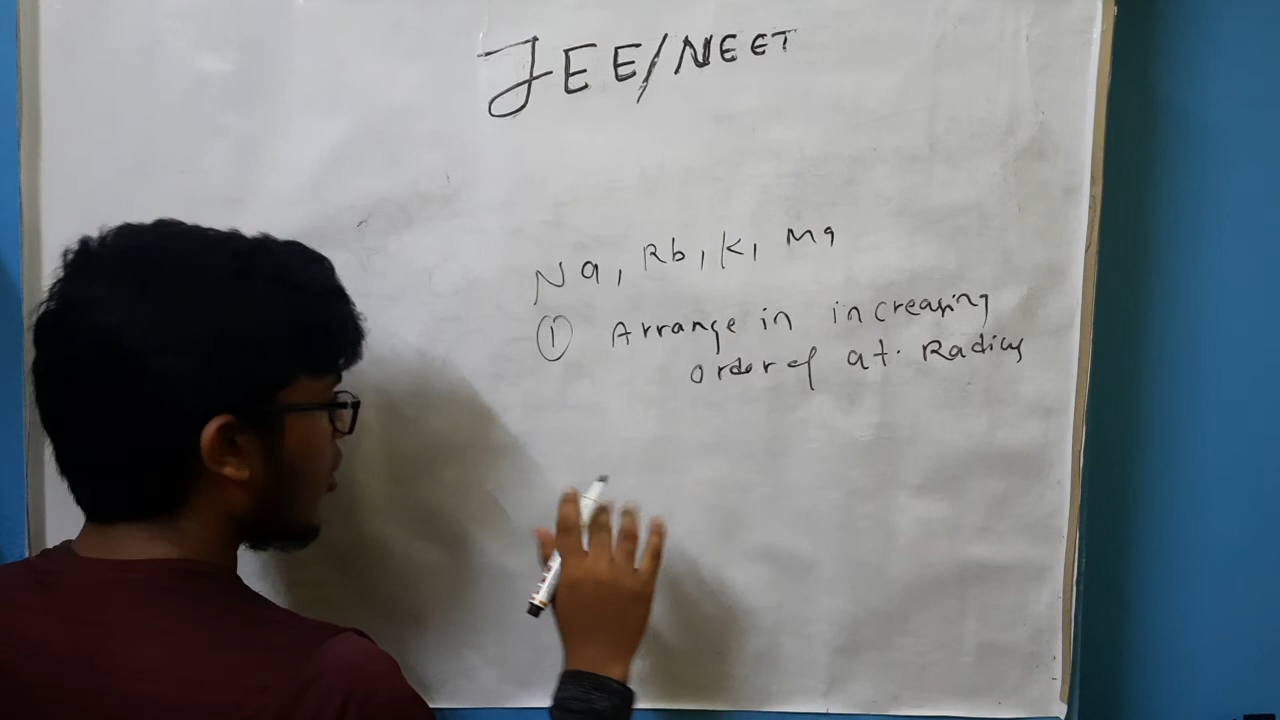 JEE/NEET
Na, Rb, K, Mg
① Arrange in increasing
order of at. Radius